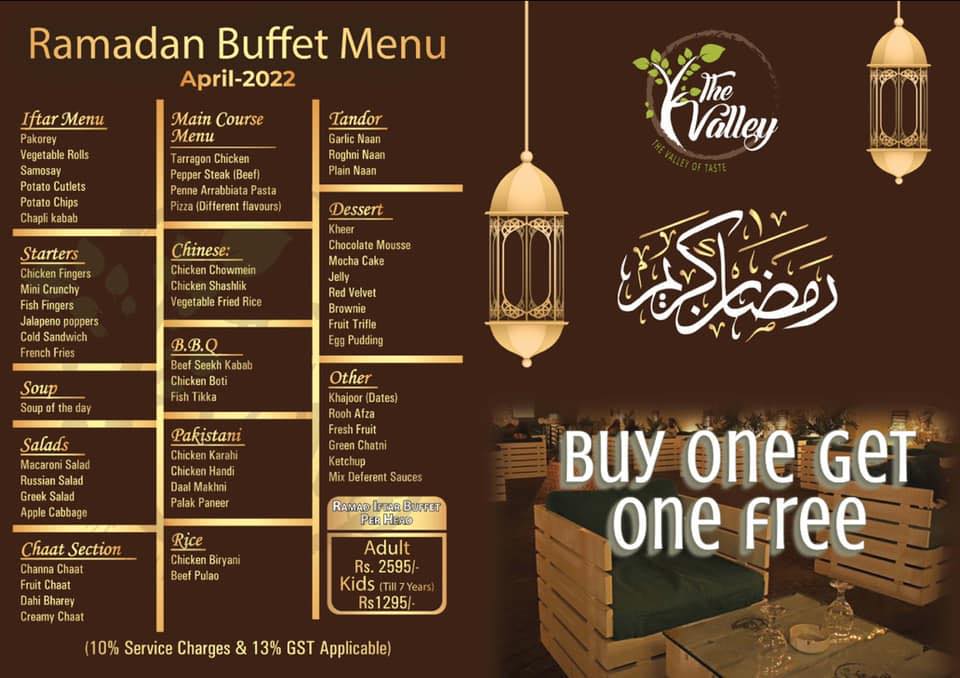 Ramadan Buffet Menu
April-2022
Iftar Menu
Pakorey
Vegetable Rolls
Samosay
Potato Cutlets
Potato Chips
Chapli kabab
Starters
Chicken Fingers
Mini Crunchy
Fish Fingers
Jalapeno poppers
Cold Sandwich
French Fries
Soup
Soup of the day
Salads
Macaroni Salad
Russian Salad
Greek Salad
Apple Cabbage
Chaat Section
Channa Chaat
Fruit Chaat
Dahi Bharey
Creamy Chaat
Main Course
Menu
Tarragon Chicken
Pepper Steak (Beef)
Penne Arrabbiata Pasta
Pizza (Different flavours)
Chinese:
Chicken Chowmein
Chicken Shashlik
Vegetable Fried Rice
B.B.Q
Beef Seekh Kabab
Chicken Boti
Fish Tikka
Pakistani
Chicken Karahi
Chicken Handi
Daal Makhni
Palak Paneer
Rice
Chicken Biryani
Beef Pulao
Tandor
Garlic Naan
Roghni Naan
Plain Naan
Dessert
Kheer
Chocolate Mousse
Mocha Cake
Jelly
Red Velvet
Brownie
Fruit Trifle
Egg Pudding
Other
Khajoor (Dates)
Rooh Afza
Fresh Fruit
Green Chatni
Ketchup
Mix Deferent Sauces
Ramad Iftar Buffet
Per Head
Adult
Rs. 2595/-
Kids (Till 7 Years)
Rs1295/-
(10% Service Charges & 13% GST Applicable)
The
Valley
THE VALLEY OF TASTE
رمضان كريم
BUY ONE GET
ONE FREE